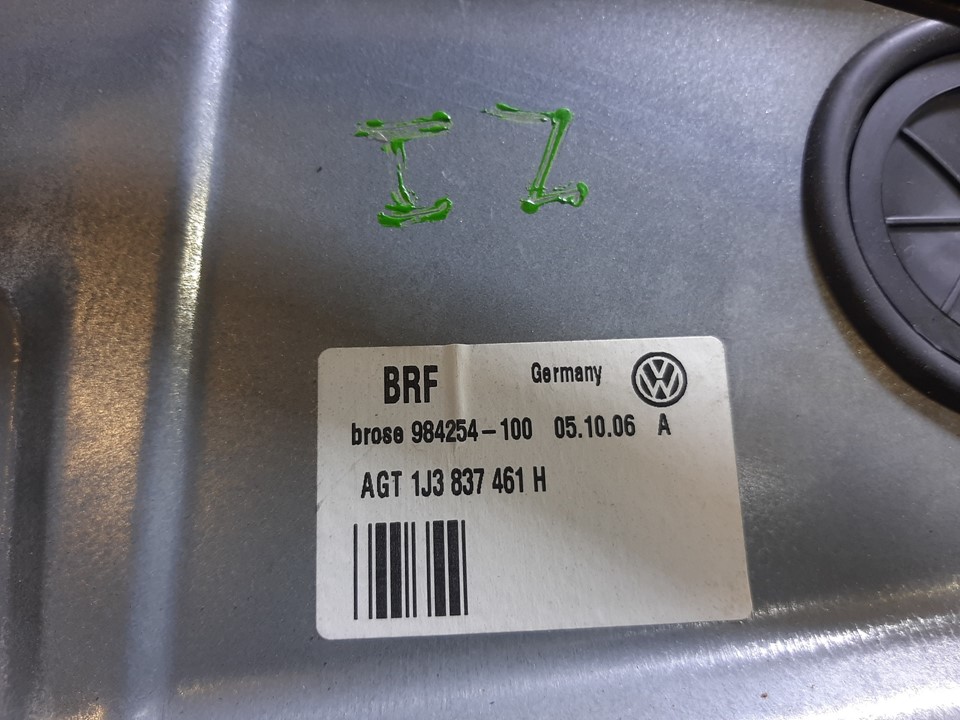 IZ
BRF Germany
brose 984254-100 05.10.06 A
AGT 1J3 837 461 H